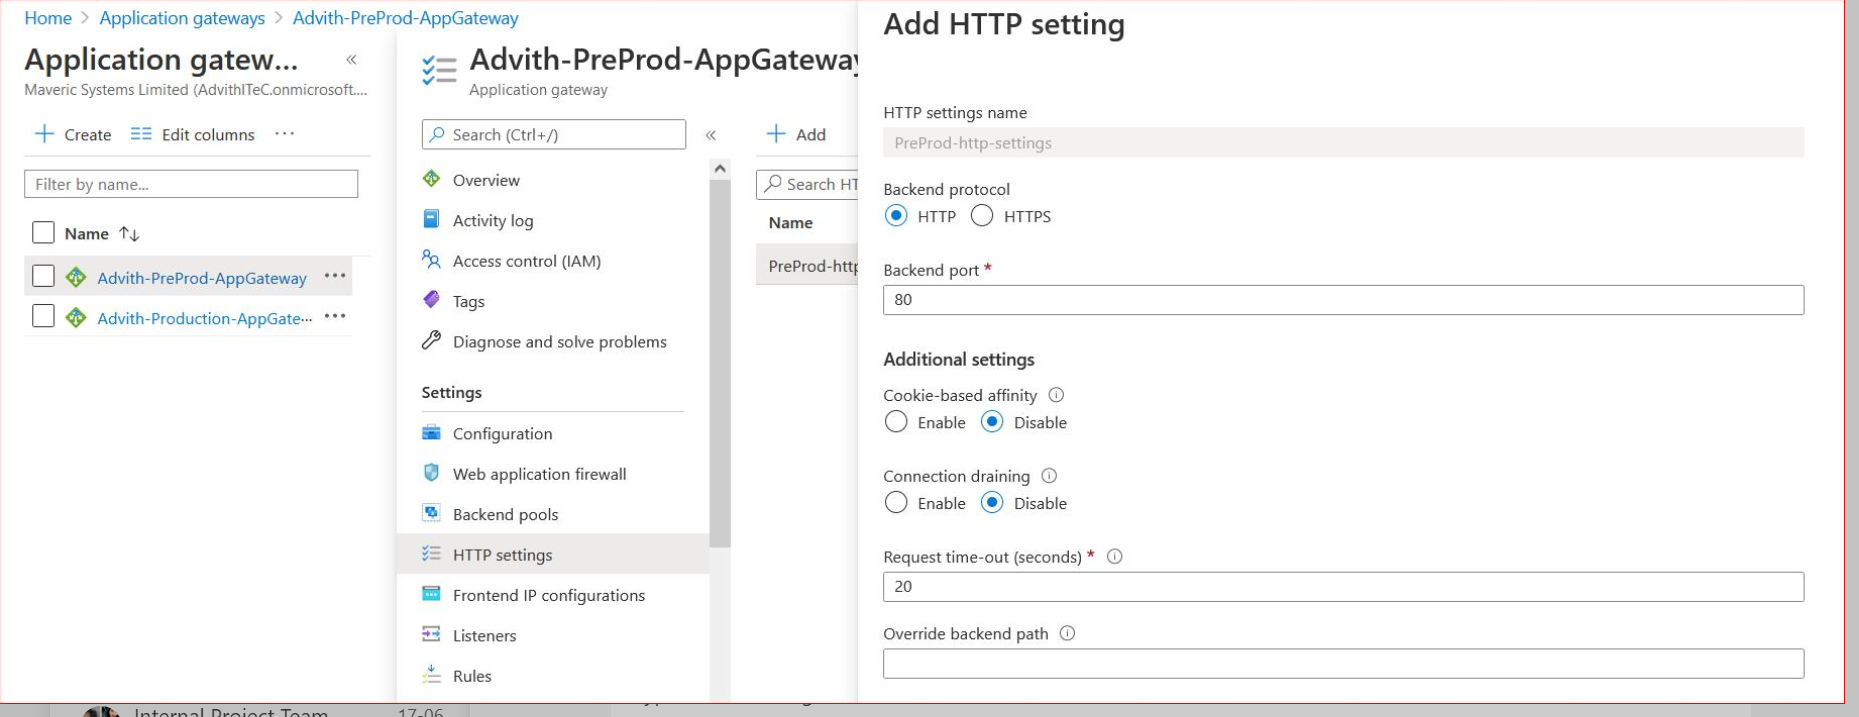 Home > Application gateways > Advith-PreProd-AppGateway
Application gatew... «
Maveric Systems Limited (AdvithITeC.onmicrosoft....
+ Create Edit columns ...
Filter by name...
Name ↑↓
Advith-PreProd-AppGateway ...
Advith-Production-AppGate... ...
Advith-PreProd-AppGateway
Application gateway
Search (Ctrl+/) «
Overview
Activity log
Access control (IAM)
Tags
Diagnose and solve problems
Settings
Configuration
Web application firewall
Backend pools
HTTP settings
Frontend IP configurations
Listeners
Rules
+ Add
Search HT
Name
PreProd-http
Add HTTP setting
HTTP settings name
PreProd-http-settings
Backend protocol
HTTP HTTPS
Backend port *
80
Additional settings
Cookie-based affinity
Enable Disable
Connection draining
Enable Disable
Request time-out (seconds) *
20
Override backend path
Internal Project Team 17-06